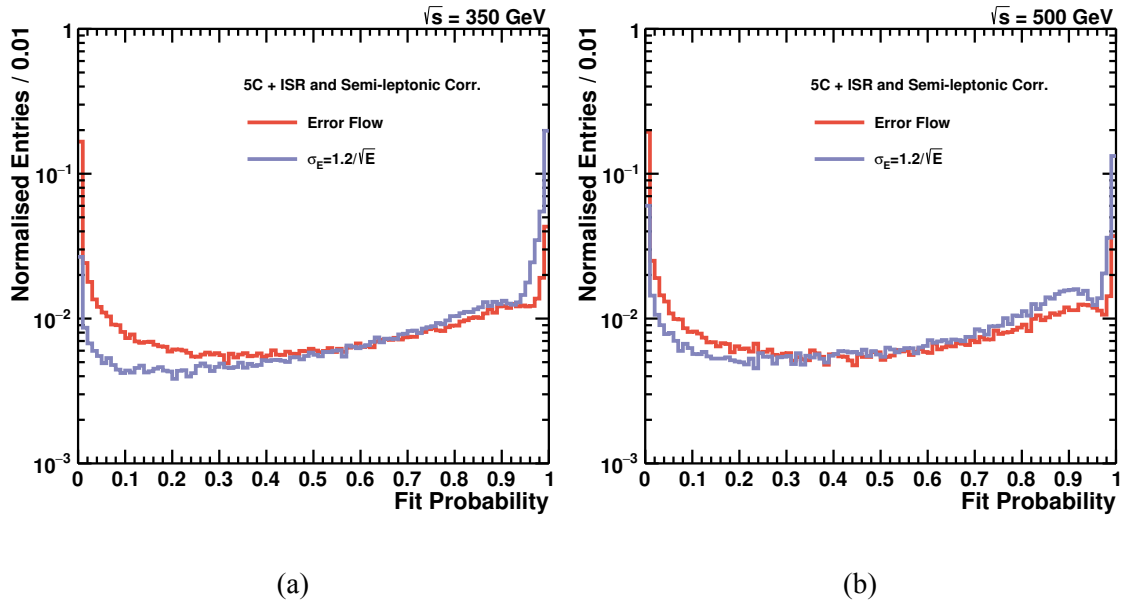 √s = 350 GeV
Normalised Entries / 0.01
1
10⁻¹
10⁻²
10⁻³
5C + ISR and Semi-leptonic Corr.
Error Flow
σ_E=1.2/√E
0 0.1 0.2 0.3 0.4 0.5 0.6 0.7 0.8 0.9 1
Fit Probability
(a)
√s = 500 GeV
Normalised Entries / 0.01
1
10⁻¹
10⁻²
10⁻³
5C + ISR and Semi-leptonic Corr.
Error Flow
σ_E=1.2/√E
0 0.1 0.2 0.3 0.4 0.5 0.6 0.7 0.8 0.9 1
Fit Probability
(b)